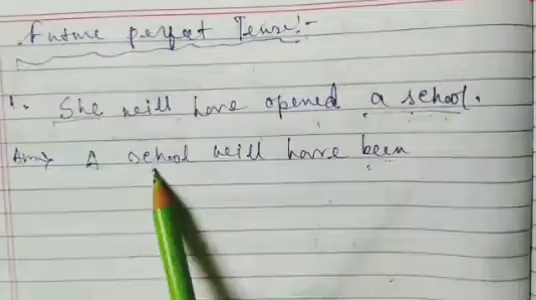 Future perfect Tense:-
1. She will have opened a school.
Ans→ A school will have been